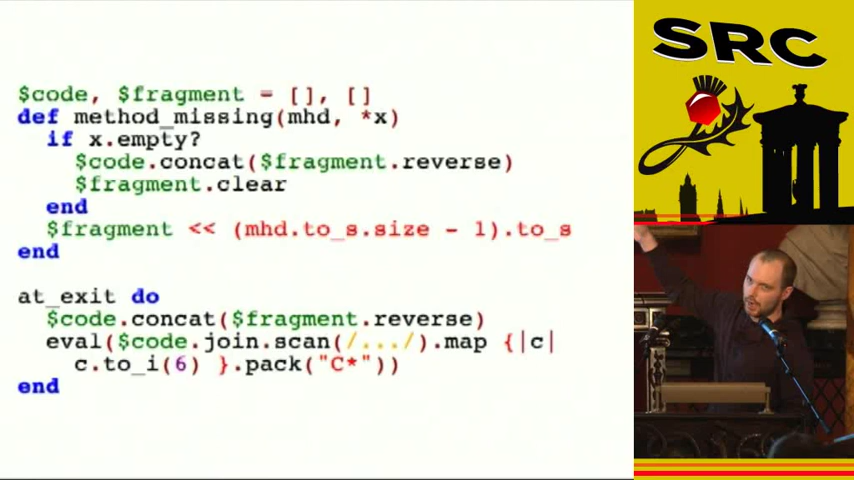 $code, $fragment = [], []
def method_missing(mhd, *x)
if x.empty?
$code.concat($fragment.reverse)
$fragment.clear
end
$fragment << (mhd.to_s.size - 1).to_s
end
at_exit do
$code.concat($fragment.reverse)
eval($code.join.scan(/.../).map {|c|
c.to_i(6) }.pack("C*"))
end
SRC